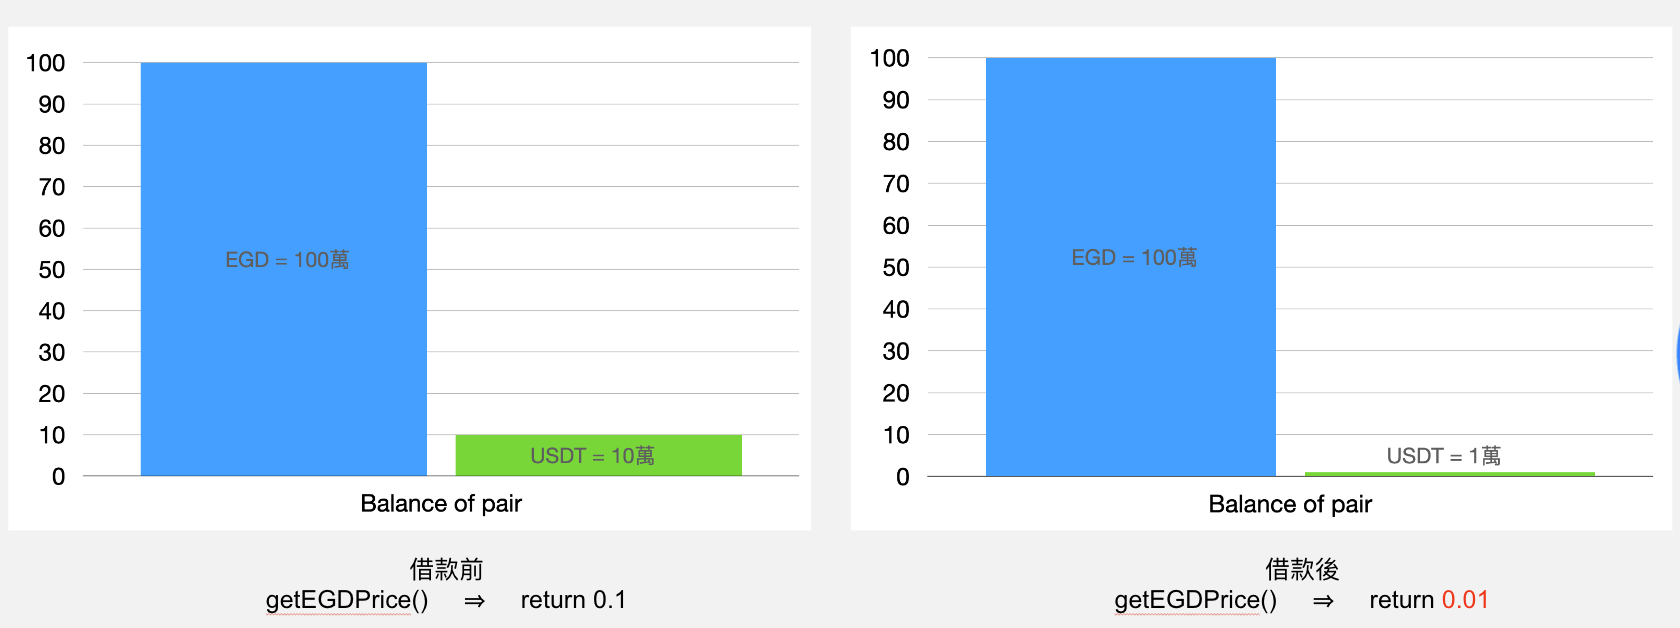 100
90
80
70
60
50
40
30
20
10
0
EGD = 100萬
USDT = 10萬
Balance of pair
借款前
getEGDPrice() ⇒ return 0.1
100
90
80
70
60
50
40
30
20
10
0
EGD = 100萬
USDT = 1萬
Balance of pair
借款後
getEGDPrice() ⇒ return 0.01